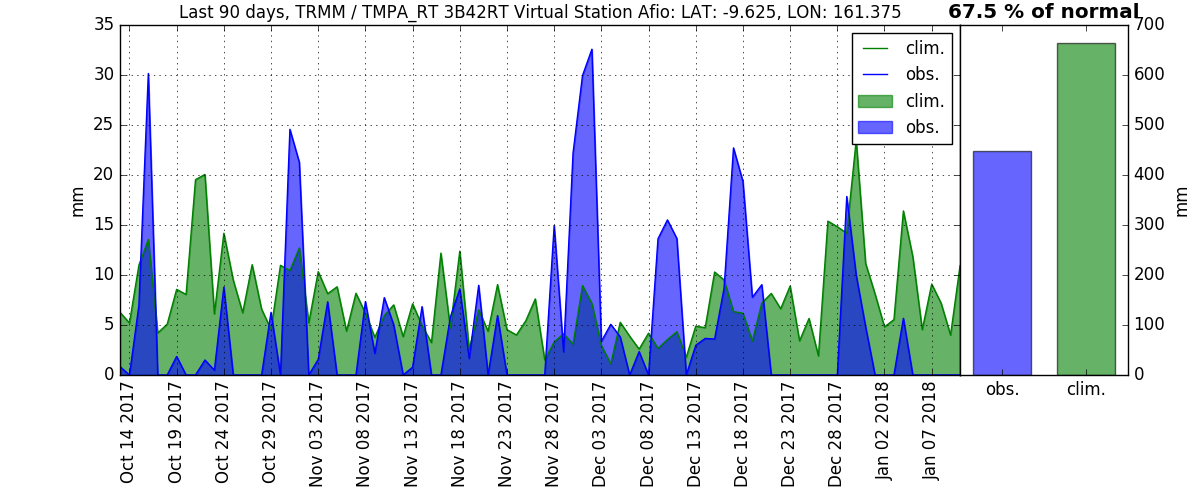 Last 90 days, TRMM / TMPA_RT 3B42RT Virtual Station Afio: LAT: -9.625, LON: 161.375
67.5 % of normal
35
30
25
20
15
10
5
0
mm
clim.
obs.
clim.
obs.
700
600
500
400
300
200
100
0
mm
obs.
clim.
Oct 14 2017
Oct 19 2017
Oct 24 2017
Oct 29 2017
Nov 03 2017
Nov 08 2017
Nov 13 2017
Nov 18 2017
Nov 23 2017
Nov 28 2017
Dec 03 2017
Dec 08 2017
Dec 13 2017
Dec 18 2017
Dec 23 2017
Dec 28 2017
Jan 02 2018
Jan 07 2018